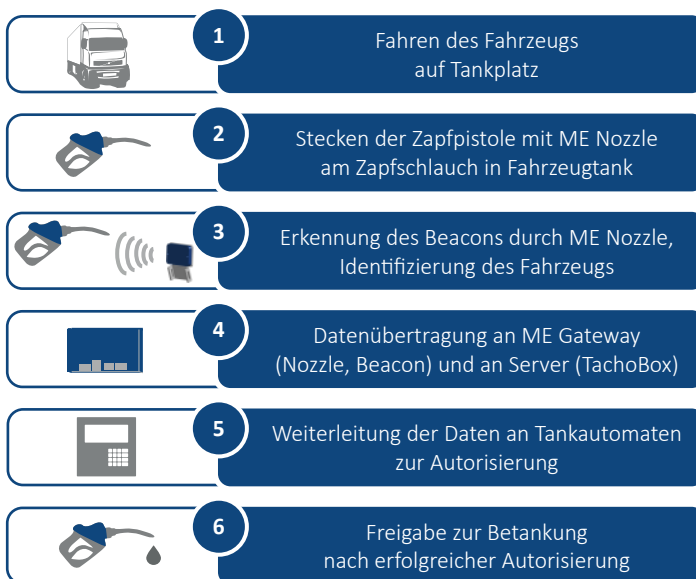 1
Fahren des Fahrzeugs
auf Tankplatz
2
Stecken der Zapfpistole mit ME Nozzle
am Zapfschlauch in Fahrzeugtank
3
Erkennung des Beacons durch ME Nozzle,
Identifizierung des Fahrzeugs
4
Datenübertragung an ME Gateway
(Nozzle, Beacon) und an Server (TachoBox)
5
Weiterleitung der Daten an Tankautomaten
zur Autorisierung
6
Freigabe zur Betankung
nach erfolgreicher Autorisierung